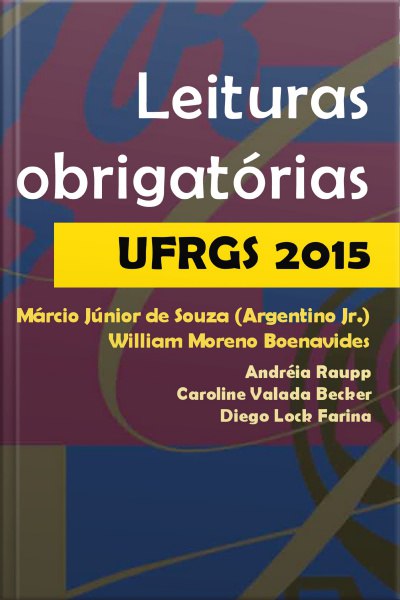 Leituras
obrigatórias
UFRGS 2015
Márcio Júnior de Souza (Argentino Jr.)
William Moreno Boenavides
Andréia Raupp
Caroline Valada Becker
Diego Lock Farina